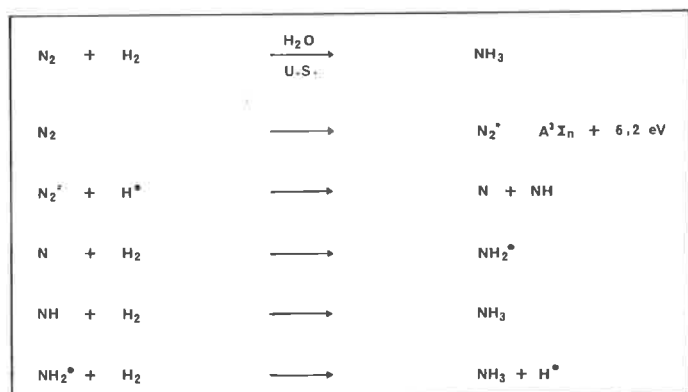 N₂ + H₂ H₂O ⟶ U.S. NH₃
N₂ ⟶ N₂* A³Σn + 6,2 eV
N₂* + H• ⟶ N + NH
N + H₂ ⟶ NH₂•
NH + H₂ ⟶ NH₃
NH₂• + H₂ ⟶ NH₃ + H•